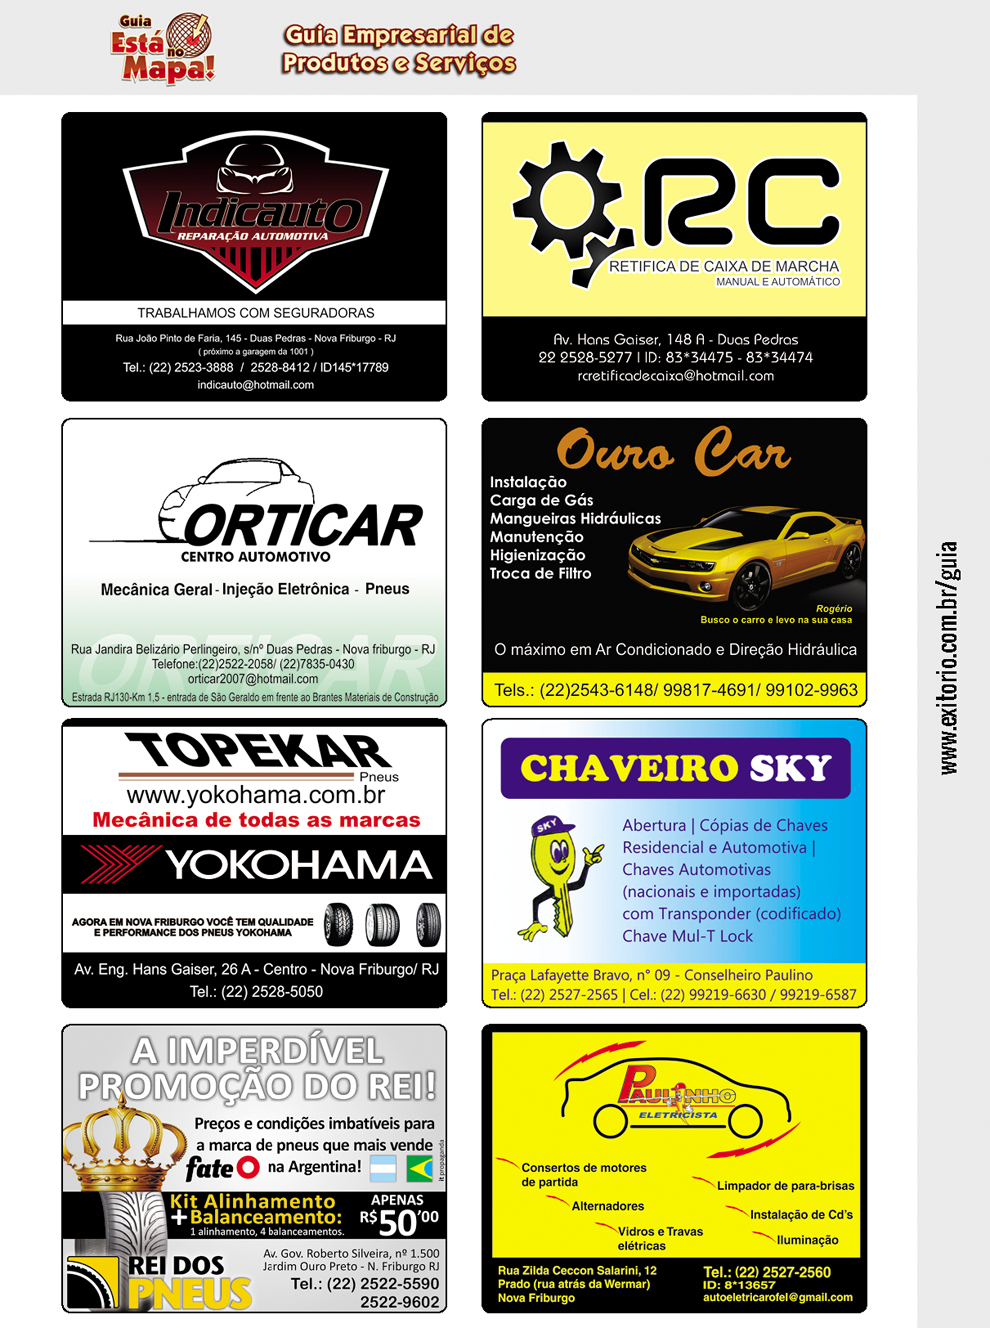 Guia
Está
no
Mapa!
Guia Empresarial de
Produtos e Serviços
Indicauto
REPARAÇÃO AUTOMOTIVA
TRABALHAMOS COM SEGURADORAS
Rua João Pinto de Faria, 145 - Duas Pedras - Nova Friburgo - RJ
( próximo a garagem da 1001 )
Tel.: (22) 2523-3888 / 2528-8412 / ID145*17789
indicauto@hotmail.com
RC
RETIFICA DE CAIXA DE MARCHA
MANUAL E AUTOMÁTICO
Av. Hans Gaiser, 148 A - Duas Pedras
22 2528-5277 | ID: 83*34475 - 83*34474
rcretificadecaixa@hotmail.com
ORTICAR
CENTRO AUTOMOTIVO
Mecânica Geral - Injeção Eletrônica - Pneus
ORTICAR
Rua Jandira Belizário Perlingeiro, s/nº Duas Pedras - Nova friburgo - RJ
Telefone:(22)2522-2058/ (22)7835-0430
orticar2007@hotmail.com
Estrada RJ130-Km 1,5 - entrada de São Geraldo em frente ao Brantes Materiais de Construção
Ouro Car
Instalação
Carga de Gás
Mangueiras Hidráulicas
Manutenção
Higienização
Troca de Filtro
Rogério
Busco o carro e levo na sua casa
O máximo em Ar Condicionado e Direção Hidráulica
Tels.: (22)2543-6148/ 99817-4691/ 99102-9963
TOPEKAR
Pneus
www.yokohama.com.br
Mecânica de todas as marcas
YOKOHAMA
AGORA EM NOVA FRIBURGO VOCÊ TEM QUALIDADE
E PERFORMANCE DOS PNEUS YOKOHAMA
Av. Eng. Hans Gaiser, 26 A - Centro - Nova Friburgo/ RJ
Tel.: (22) 2528-5050
CHAVEIRO SKY
SKY
Abertura | Cópias de Chaves
Residencial e Automotiva |
Chaves Automotivas
(nacionais e importadas)
com Transponder (codificado)
Chave Mul-T Lock
Praça Lafayette Bravo, n° 09 - Conselheiro Paulino
Tel.: (22) 2527-2565 | Cel.: (22) 99219-6630 / 99219-6587
A IMPERDÍVEL
PROMOÇÃO DO REI!
Preços e condições imbatíveis para
a marca de pneus que mais vende
fate na Argentina!
it propaganda
Kit Alinhamento
+Balanceamento:
1 alinhamento, 4 balanceamentos.
APENAS
R$50'00
REI DOS
PNEUS
Av. Gov. Roberto Silveira, nº 1.500
Jardim Ouro Preto - N. Friburgo RJ
Tel.: (22) 2522-5590
2522-9602
PAULINHO
ELETRICISTA
Consertos de motores
de partida
Alternadores
Vidros e Travas
elétricas
Limpador de para-brisas
Instalação de Cd's
Iluminação
Rua Zilda Ceccon Salarini, 12
Prado (rua atrás da Wermar)
Nova Friburgo
Tel.: (22) 2527-2560
ID: 8*13657
autoeletricarofel@gmail.com
www.exitorio.com.br/guia